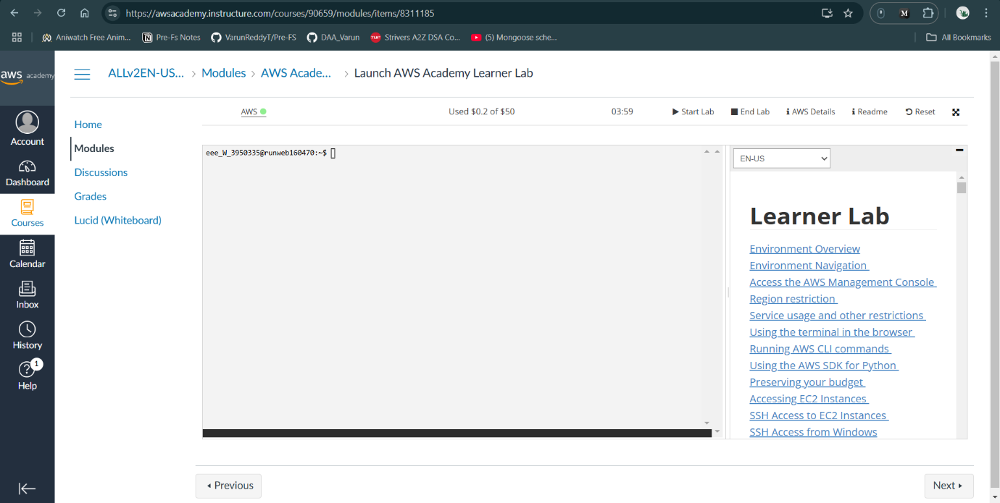 https://awsacademy.instructure.com/courses/90659/modules/items/8311185
M
Aniwatch Free Anim... Pre-Fs Notes VarunReddyT/Pre-FS DAA_Varun Strivers A2Z DSA Co... (5) Mongoose sche... All Bookmarks
aws academy
ALLv2EN-US... > Modules > AWS Acade... > Launch AWS Academy Learner Lab
AWS Used $0.2 of $50 03:59 Start Lab End Lab AWS Details Readme Reset
Account
Dashboard
Courses
Calendar
Inbox
History
1
Help
Home
Modules
Discussions
Grades
Lucid (Whiteboard)
eee_W_3950335@runweb160470:~$
EN-US
Learner Lab
Environment Overview
Environment Navigation
Access the AWS Management Console
Region restriction
Service usage and other restrictions
Using the terminal in the browser
Running AWS CLI commands
Using the AWS SDK for Python
Preserving your budget
Accessing EC2 Instances
SSH Access to EC2 Instances
SSH Access from Windows
Previous
Next